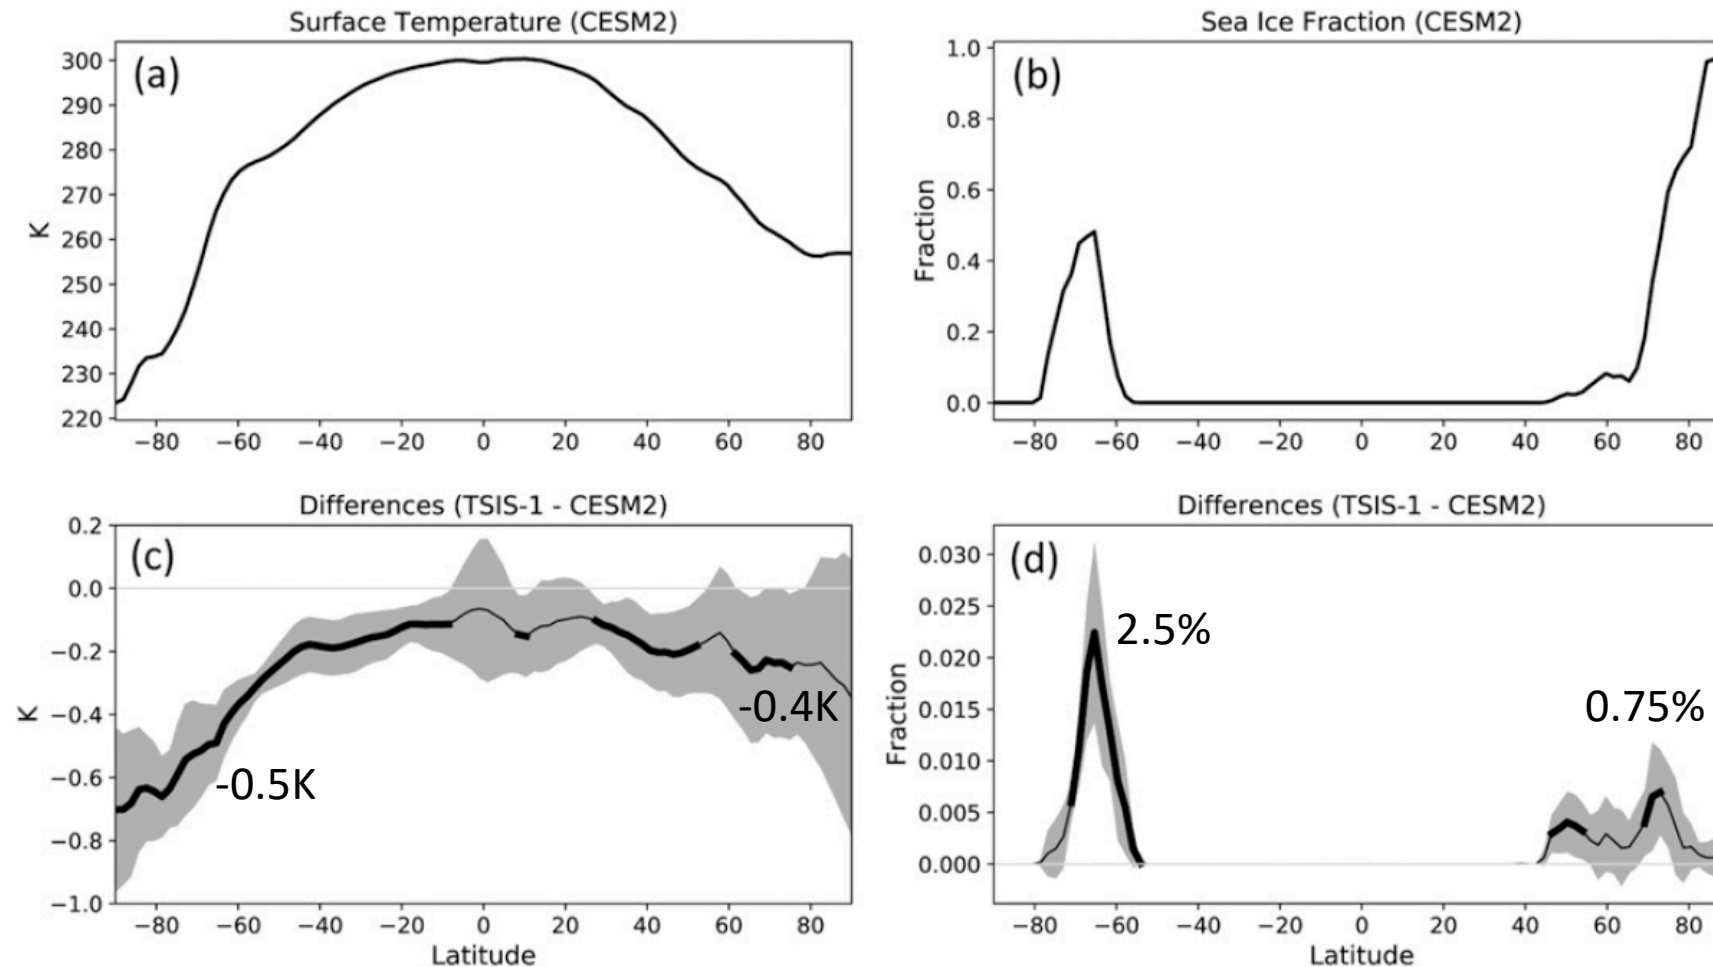 Surface Temperature (CESM2)
(a)
K
300
290
280
270
260
250
240
230
220
−80 −60 −40 −20 0 20 40 60 80
Sea Ice Fraction (CESM2)
(b)
Fraction
1.0
0.8
0.6
0.4
0.2
0.0
−80 −60 −40 −20 0 20 40 60 80
Differences (TSIS-1 - CESM2)
(c)
K
0.2
0.0
−0.2
−0.4
−0.6
−0.8
−1.0
-0.5K
-0.4K
−80 −60 −40 −20 0 20 40 60 80
Latitude
Differences (TSIS-1 - CESM2)
(d)
Fraction
0.030
0.025
0.020
0.015
0.010
0.005
0.000
2.5%
0.75%
−80 −60 −40 −20 0 20 40 60 80
Latitude